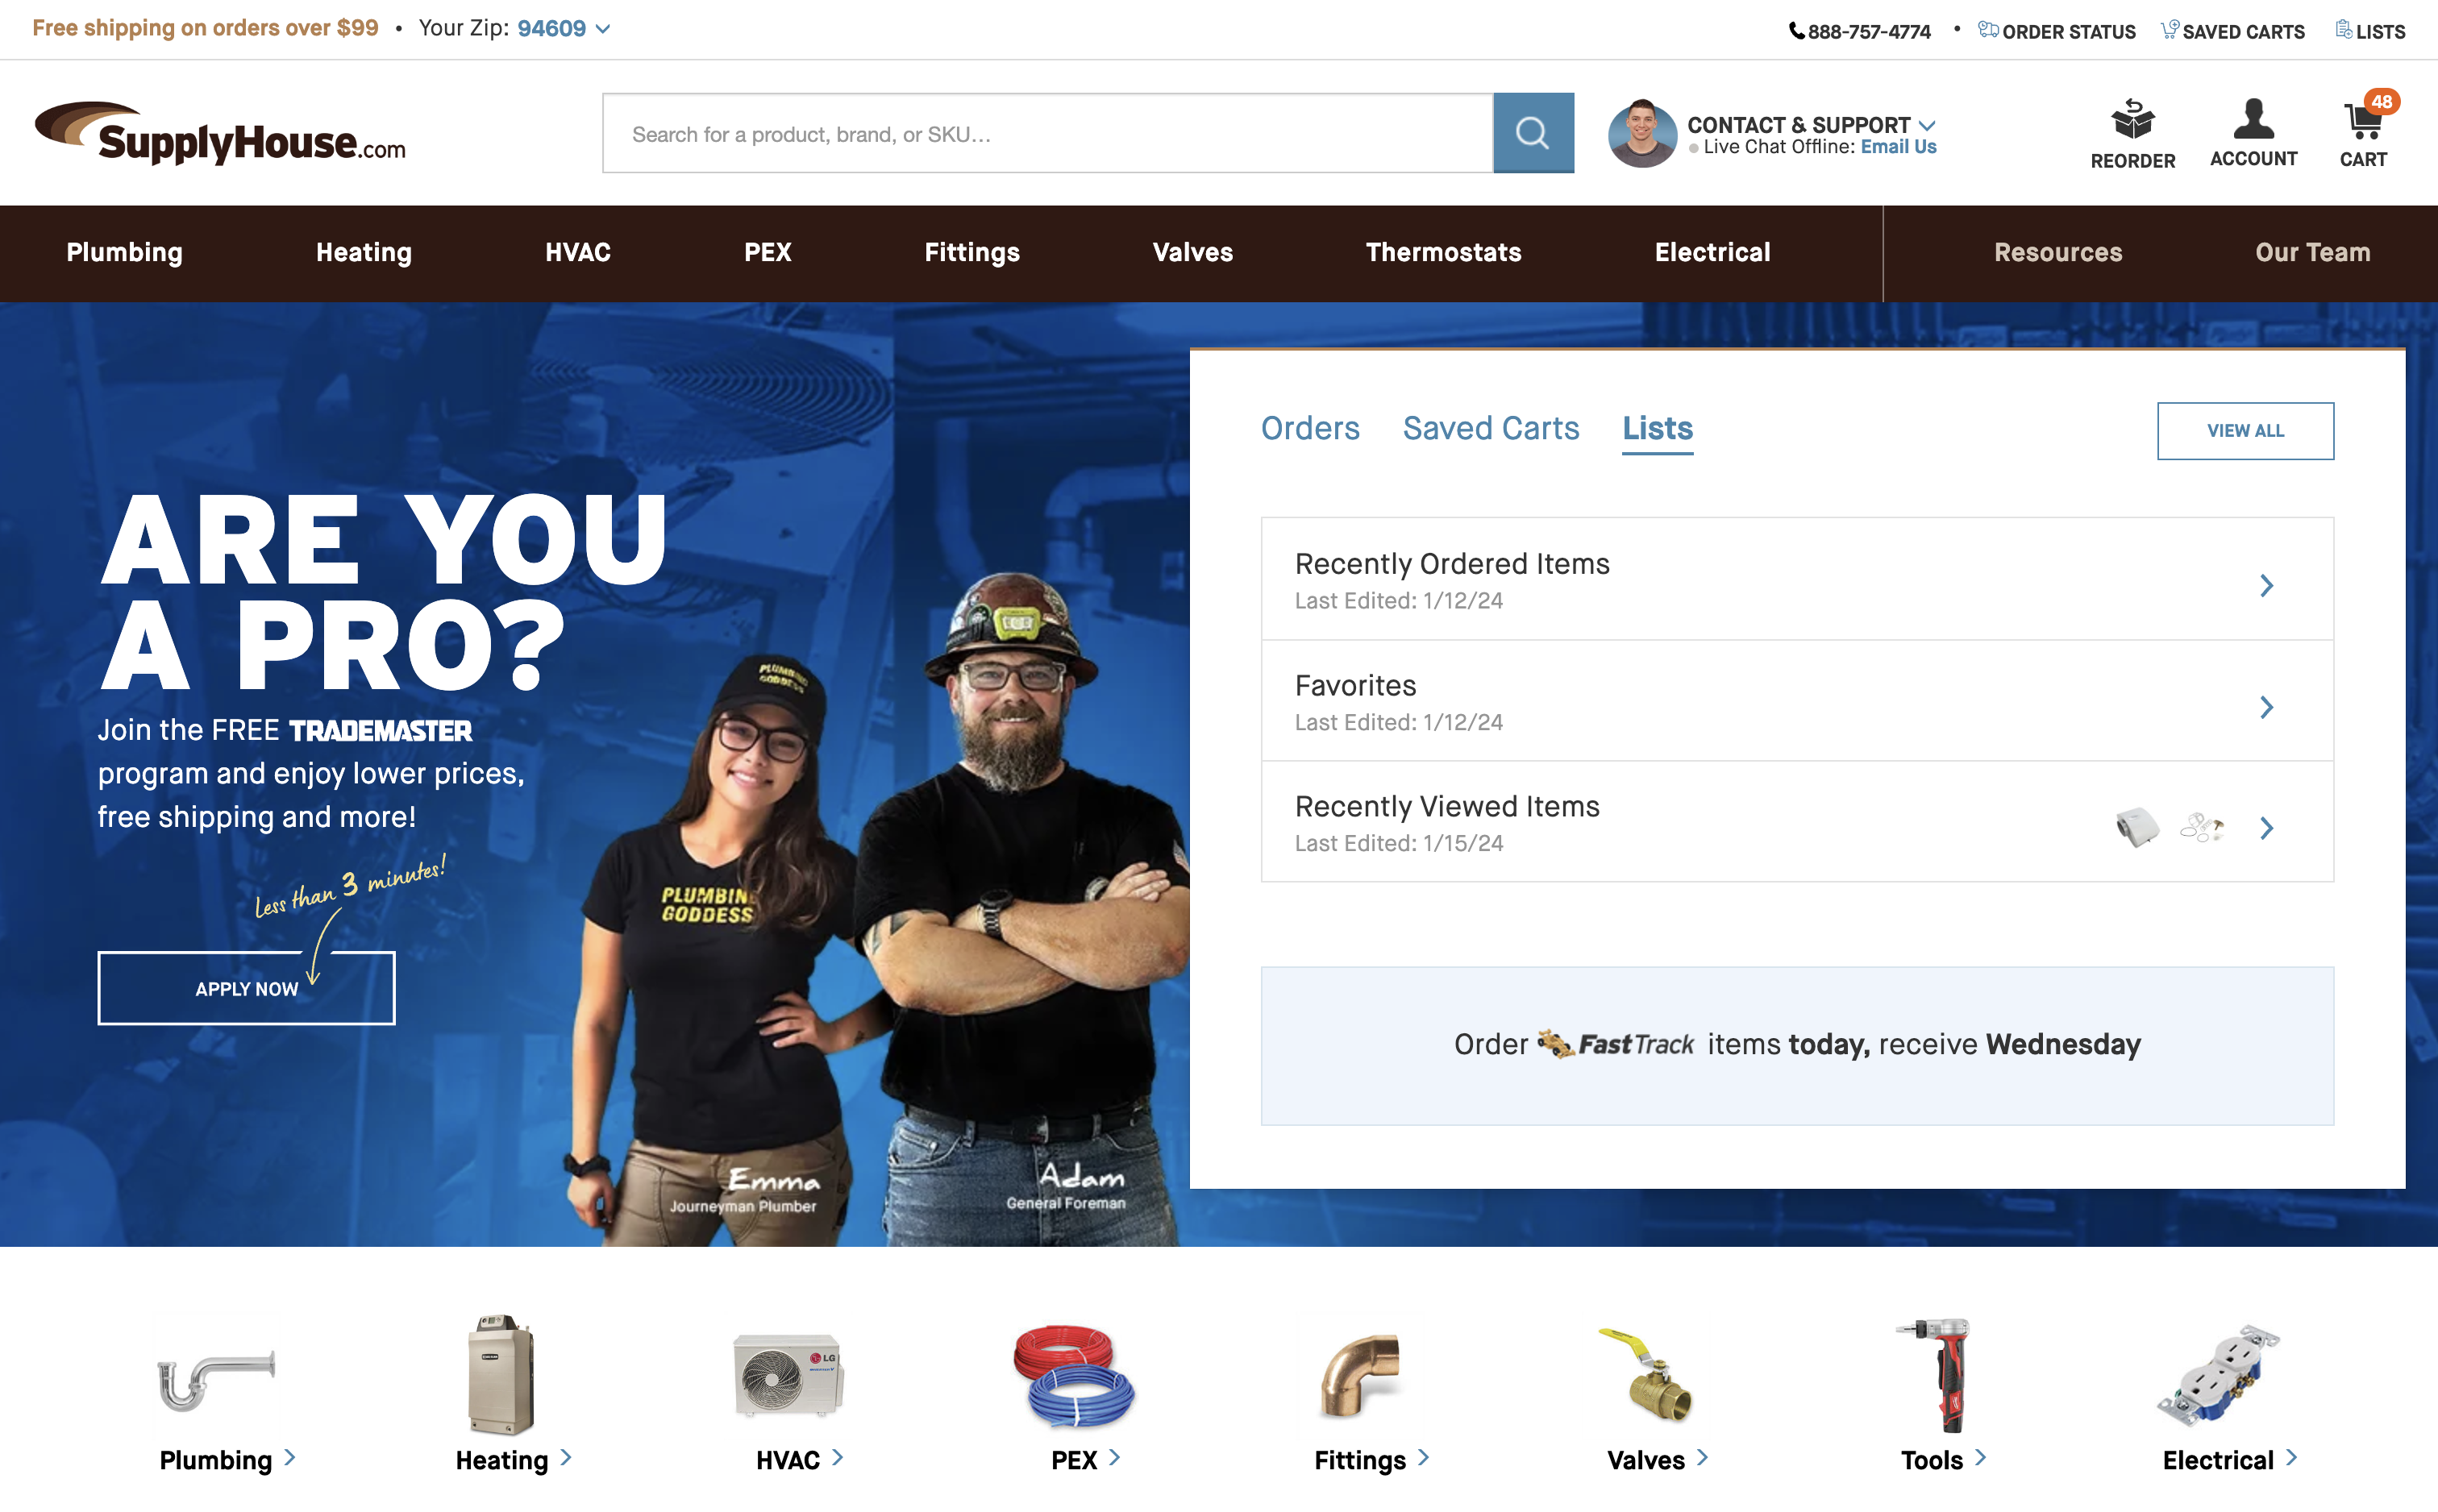 Free shipping on orders over $99 • Your Zip: 94609
888-757-4774 • ORDER STATUS SAVED CARTS LISTS
SupplyHouse.com
Search for a product, brand, or SKU...
CONTACT & SUPPORT
Live Chat Offline: Email Us
REORDER
ACCOUNT
48
CART
Plumbing Heating HVAC PEX Fittings Valves Thermostats Electrical Resources Our Team
ARE YOU
A PRO?
Join the FREE TRADEMASTER
program and enjoy lower prices,
free shipping and more!
Less than 3 minutes!
APPLY NOW
PLUMBING
GODDESS
PLUMBIN
GODDESS
Emma
Journeyman Plumber
Adam
General Foreman
Orders Saved Carts Lists
VIEW ALL
Recently Ordered Items
Last Edited: 1/12/24
Favorites
Last Edited: 1/12/24
Recently Viewed Items
Last Edited: 1/15/24
Order FastTrack items today, receive Wednesday
LG
Plumbing Heating HVAC PEX Fittings Valves Tools Electrical